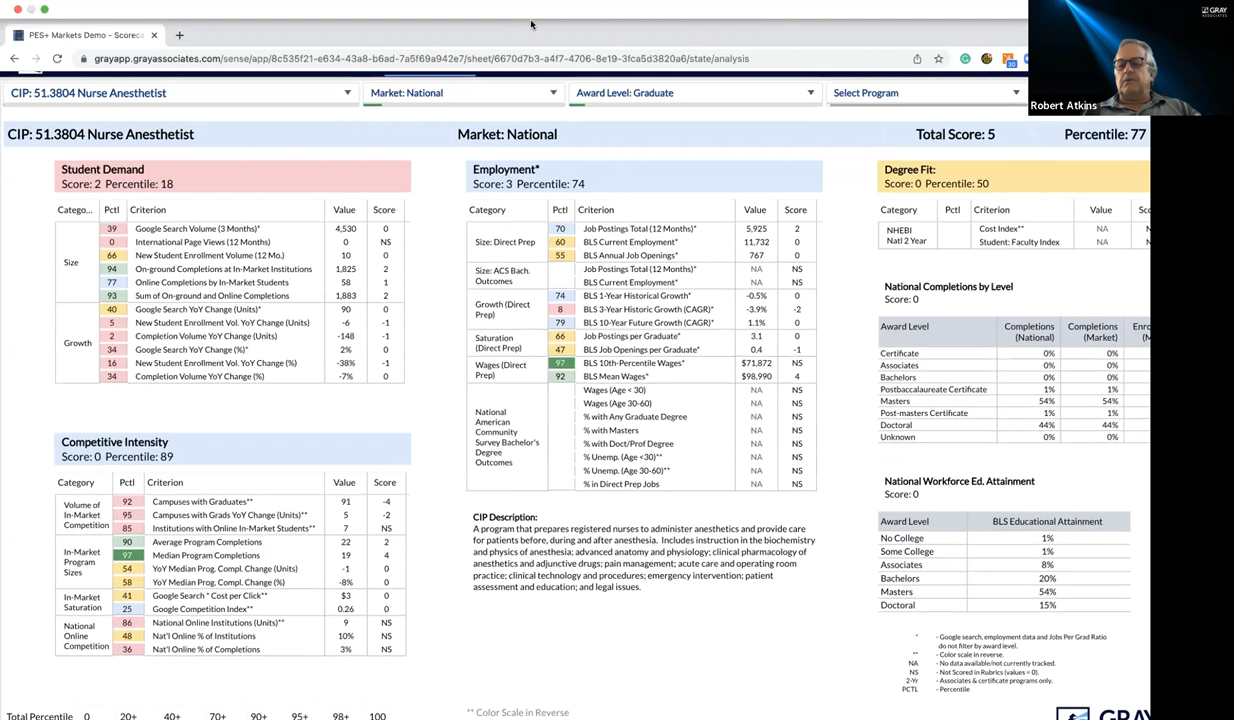 PES+ Markets Demo - Scoreca
grayapp.grayassociates.com/sense/app/8c535f21-e634-43a8-b6ad-7a5f69a942e7/sheet/6670d7b3-a4f7-4706-8e19-3fca5d3820a6/state/analysis
30
GRAY
ASSOCIATES
Robert Atkins
CIP: 51.3804 Nurse Anesthetist Market: National Award Level: Graduate Select Program
CIP: 51.3804 Nurse Anesthetist Market: National Total Score: 5 Percentile: 77
Student Demand
Score: 2 Percentile: 18
Catego... Pctl Criterion Value Score
Size
39 Google Search Volume (3 Months)* 4,530 0
0 International Page Views (12 Months) 0 NS
66 New Student Enrollment Volume (12 Mo.) 10 0
94 On-ground Completions at In-Market Institutions 1,825 2
77 Online Completions by In-Market Students 58 1
93 Sum of On-ground and Online Completions 1,883 2
Growth
40 Google Search YoY Change (Units)* 90 0
5 New Student Enrollment Vol. YoY Change (Units) -6 -1
2 Completion Volume YoY Change (Units) -148 -1
34 Google Search YoY Change (%)* 2% 0
16 New Student Enrollment Vol. YoY Change (%) -38% -1
34 Completion Volume YoY Change (%) -7% 0
Competitive Intensity
Score: 0 Percentile: 89
Category Pctl Criterion Value Score
Volume of
In-Market
Competition
92 Campuses with Graduates** 91 -4
95 Campuses with Grads YoY Change (Units)** 5 -2
85 Institutions with Online In-Market Students** 7 NS
In-Market
Program
Sizes
90 Average Program Completions 22 2
97 Median Program Completions 19 4
54 YoY Median Prog. Compl. Change (Units) -1 0
58 YoY Median Prog. Compl. Change (%) -8% 0
In-Market
Saturation
41 Google Search * Cost per Click** $3 0
25 Google Competition Index** 0.26 0
National
Online
Competition
86 National Online Institutions (Units)** 9 NS
48 Nat'l Online % of Institutions 10% NS
36 Nat'l Online % of Completions 3% NS
Total Percentile 0 20+ 40+ 70+ 90+ 95+ 98+ 100
Employment*
Score: 3 Percentile: 74
Category Pctl Criterion Value Score
Size: Direct Prep
70 Job Postings Total (12 Months)* 5,925 2
60 BLS Current Employment* 11,732 0
55 BLS Annual Job Openings* 767 0
Size: ACS Bach.
Outcomes
Job Postings Total (12 Months)* NA NS
BLS Current Employment* NA NS
Growth (Direct
Prep)
74 BLS 1-Year Historical Growth* -0.5% 0
8 BLS 3-Year Historic Growth (CAGR)* -3.9% -2
79 BLS 10-Year Future Growth (CAGR)* 1.1% 0
Saturation
(Direct Prep)
66 Job Postings per Graduate* 3.1 0
47 BLS Job Openings per Graduate* 0.4 -1
Wages (Direct
Prep)
97 BLS 10th-Percentile Wages* $71,872 NS
92 BLS Mean Wages* $98,990 4
National
American
Community
Survey Bachelor's
Degree
Outcomes
Wages (Age < 30) NA NS
Wages (Age 30-60) NA NS
% with Any Graduate Degree NA NS
% with Masters NA NS
% with Doct/Prof Degree NA NS
% Unemp. (Age <30)** NA NS
% Unemp. (Age 30-60)** NA NS
% in Direct Prep Jobs NA NS
CIP Description:
A program that prepares registered nurses to administer anesthetics and provide care
for patients before, during and after anesthesia. Includes instruction in the biochemistry
and physics of anesthesia; advanced anatomy and physiology; clinical pharmacology of
anesthetics and adjunctive drugs; pain management; acute care and operating room
practice; clinical technology and procedures; emergency intervention; patient
assessment and education; and legal issues.
** Color Scale in Reverse
Degree Fit:
Score: 0 Percentile: 50
Category Pctl Criterion Value Sc
NHEBI
Natl 2 Year
Cost Index** NA N
Student: Faculty Index NA N
National Completions by Level
Score: 0
Award Level Completions (National) Completions (Market) Enro (M
Certificate 0% 0%
Associates 0% 0%
Bachelors 0% 0%
Postbaccalaureate Certificate 1% 1%
Masters 54% 54%
Post-masters Certificate 1% 1%
Doctoral 44% 44%
Unknown 0% 0%
National Workforce Ed. Attainment
Score: 0
Award Level BLS Educational Attainment
No College 1%
Some College 1%
Associates 8%
Bachelors 20%
Masters 54%
Doctoral 15%
* - Google search, employment data and Jobs Per Grad Ratio
do not filter by award level.
** - Color scale in reverse.
NA - No data available/not currently tracked.
NS - Not Scored in Rubrics (values = 0).
2-Yr - Associates & certificate programs only.
PCTL - Percentile
GRAY